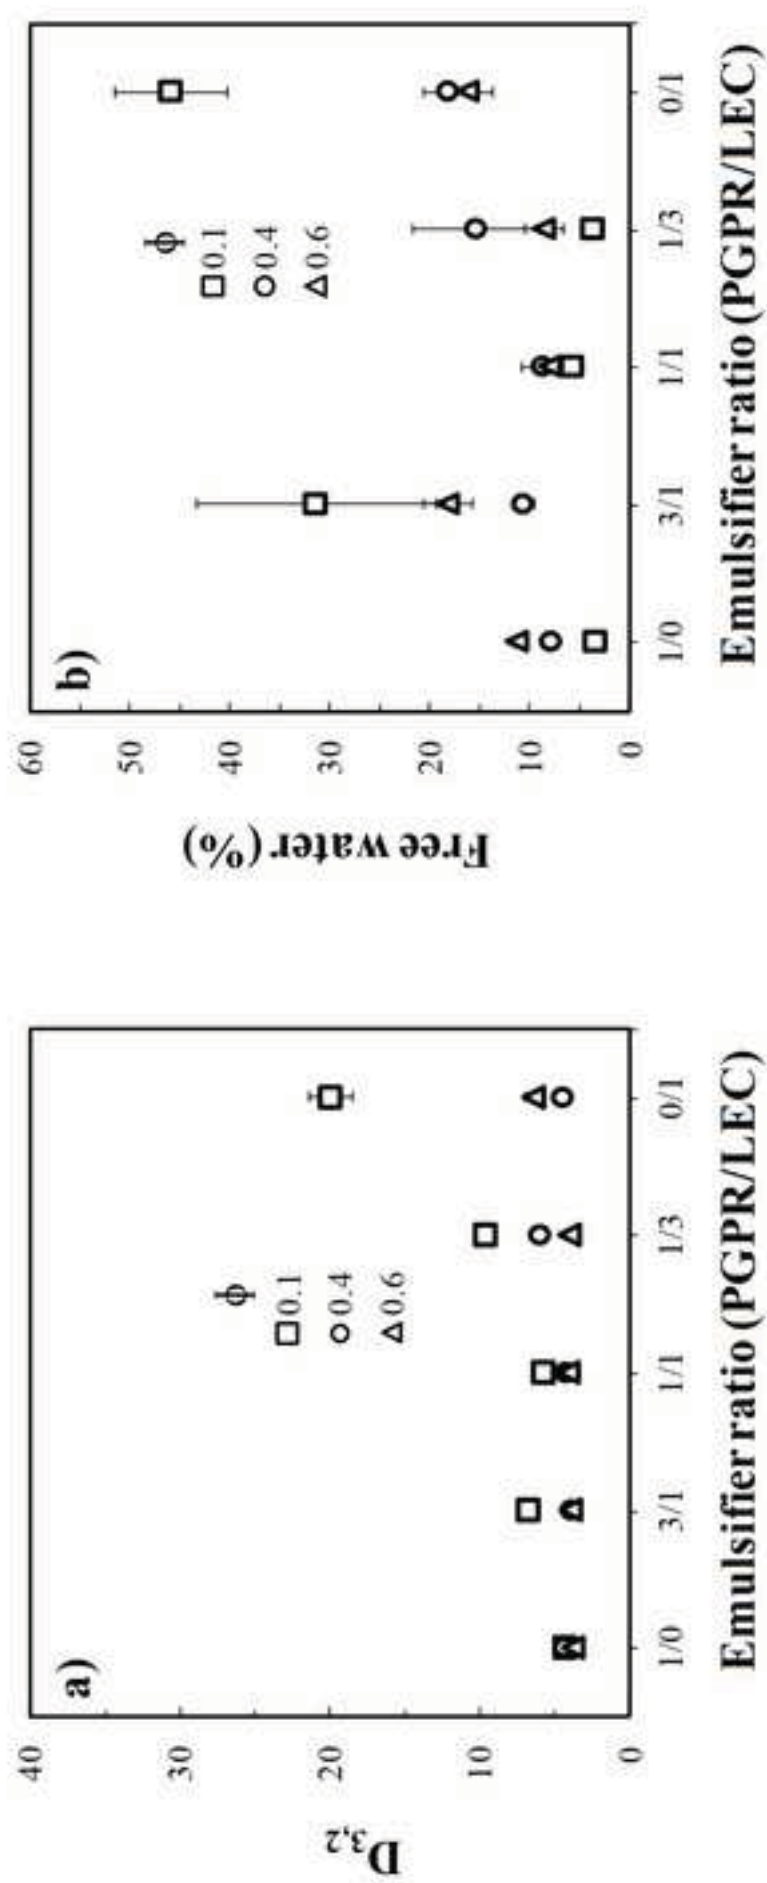 a)
40
30
20
10
0
D3,2
ϕ
0.1
0.4
0.6
1/0 3/1 1/1 1/3 0/1
Emulsifier ratio (PGPR/LEC)
b)
60
50
40
30
20
10
0
Free water (%)
ϕ
0.1
0.4
0.6
1/0 3/1 1/1 1/3 0/1
Emulsifier ratio (PGPR/LEC)